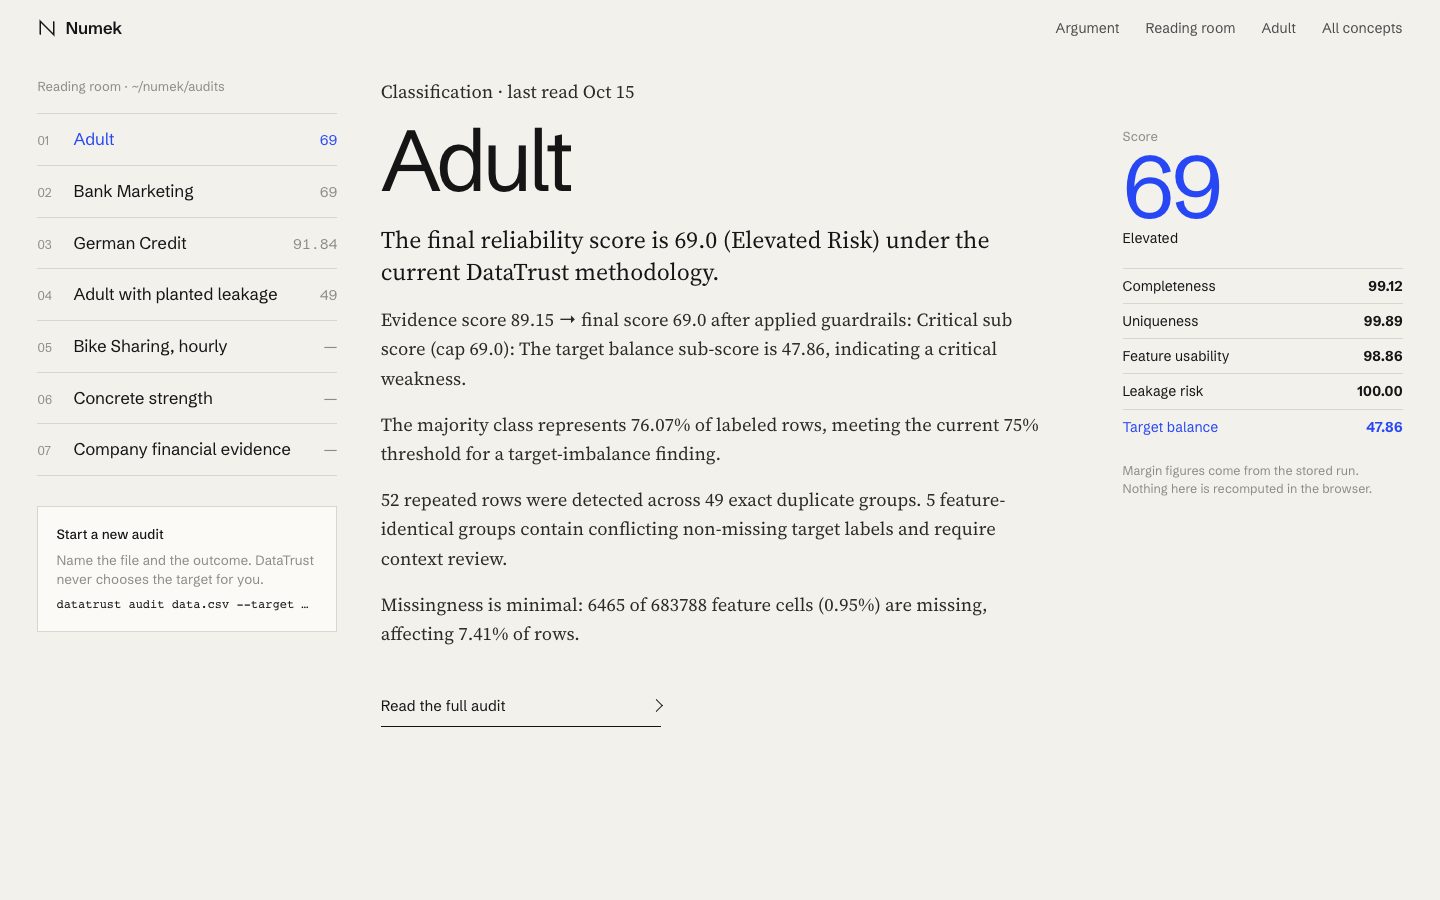 Numek
Argument
Reading room
Adult
All concepts
Reading room · ~/numek/audits
01 Adult 69
02 Bank Marketing 69
03 German Credit 91.84
04 Adult with planted leakage 49
05 Bike Sharing, hourly —
06 Concrete strength —
07 Company financial evidence —
Start a new audit
Name the file and the outcome. DataTrust
never chooses the target for you.
datatrust audit data.csv --target …
Classification · last read Oct 15
Adult
The final reliability score is 69.0 (Elevated Risk) under the
current DataTrust methodology.
Evidence score 89.15 → final score 69.0 after applied guardrails: Critical sub
score (cap 69.0): The target balance sub-score is 47.86, indicating a critical
weakness.
The majority class represents 76.07% of labeled rows, meeting the current 75%
threshold for a target-imbalance finding.
52 repeated rows were detected across 49 exact duplicate groups. 5 feature-
identical groups contain conflicting non-missing target labels and require
context review.
Missingness is minimal: 6465 of 683788 feature cells (0.95%) are missing,
affecting 7.41% of rows.
Read the full audit
Score
69
Elevated
Completeness 99.12
Uniqueness 99.89
Feature usability 98.86
Leakage risk 100.00
Target balance 47.86
Margin figures come from the stored run.
Nothing here is recomputed in the browser.